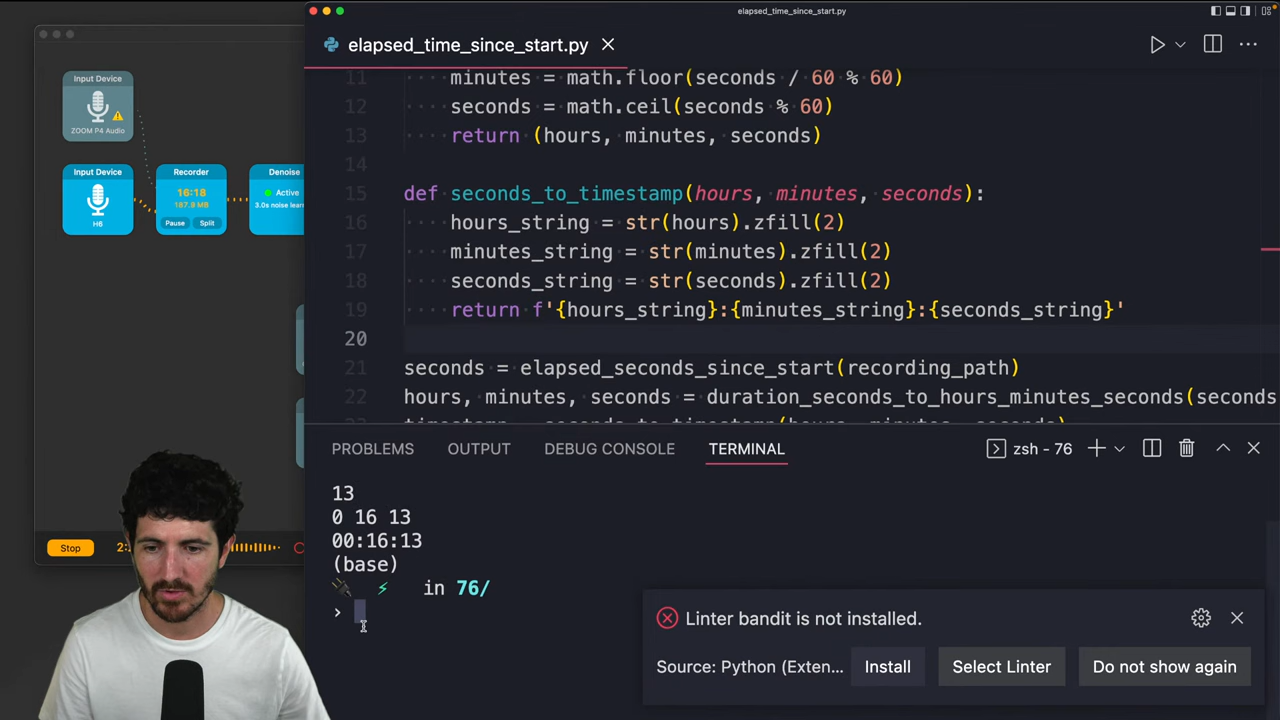 elapsed_time_since_start.py
Input Device
ZOOM P4 Audio
Input Device
H6
Recorder
16:18
187.9 MB
Pause
Split
Denoise
Active
Stop
elapsed_time_since_start.py
11 minutes = math.floor(seconds / 60 % 60)
12 seconds = math.ceil(seconds % 60)
13 return (hours, minutes, seconds)
14
15 def seconds_to_timestamp(hours, minutes, seconds):
16 hours_string = str(hours).zfill(2)
17 minutes_string = str(minutes).zfill(2)
18 seconds_string = str(seconds).zfill(2)
19 return f'{hours_string}:{minutes_string}:{seconds_string}'
20
21 seconds = elapsed_seconds_since_start(recording_path)
22 hours, minutes, seconds = duration_seconds_to_hours_minutes_seconds(seconds
PROBLEMS
OUTPUT
DEBUG CONSOLE
TERMINAL
zsh - 76
13
0 16 13
00:16:13
(base)
in 76/
›
Linter bandit is not installed.
Source: Python (Exten...
Install
Select Linter
Do not show again